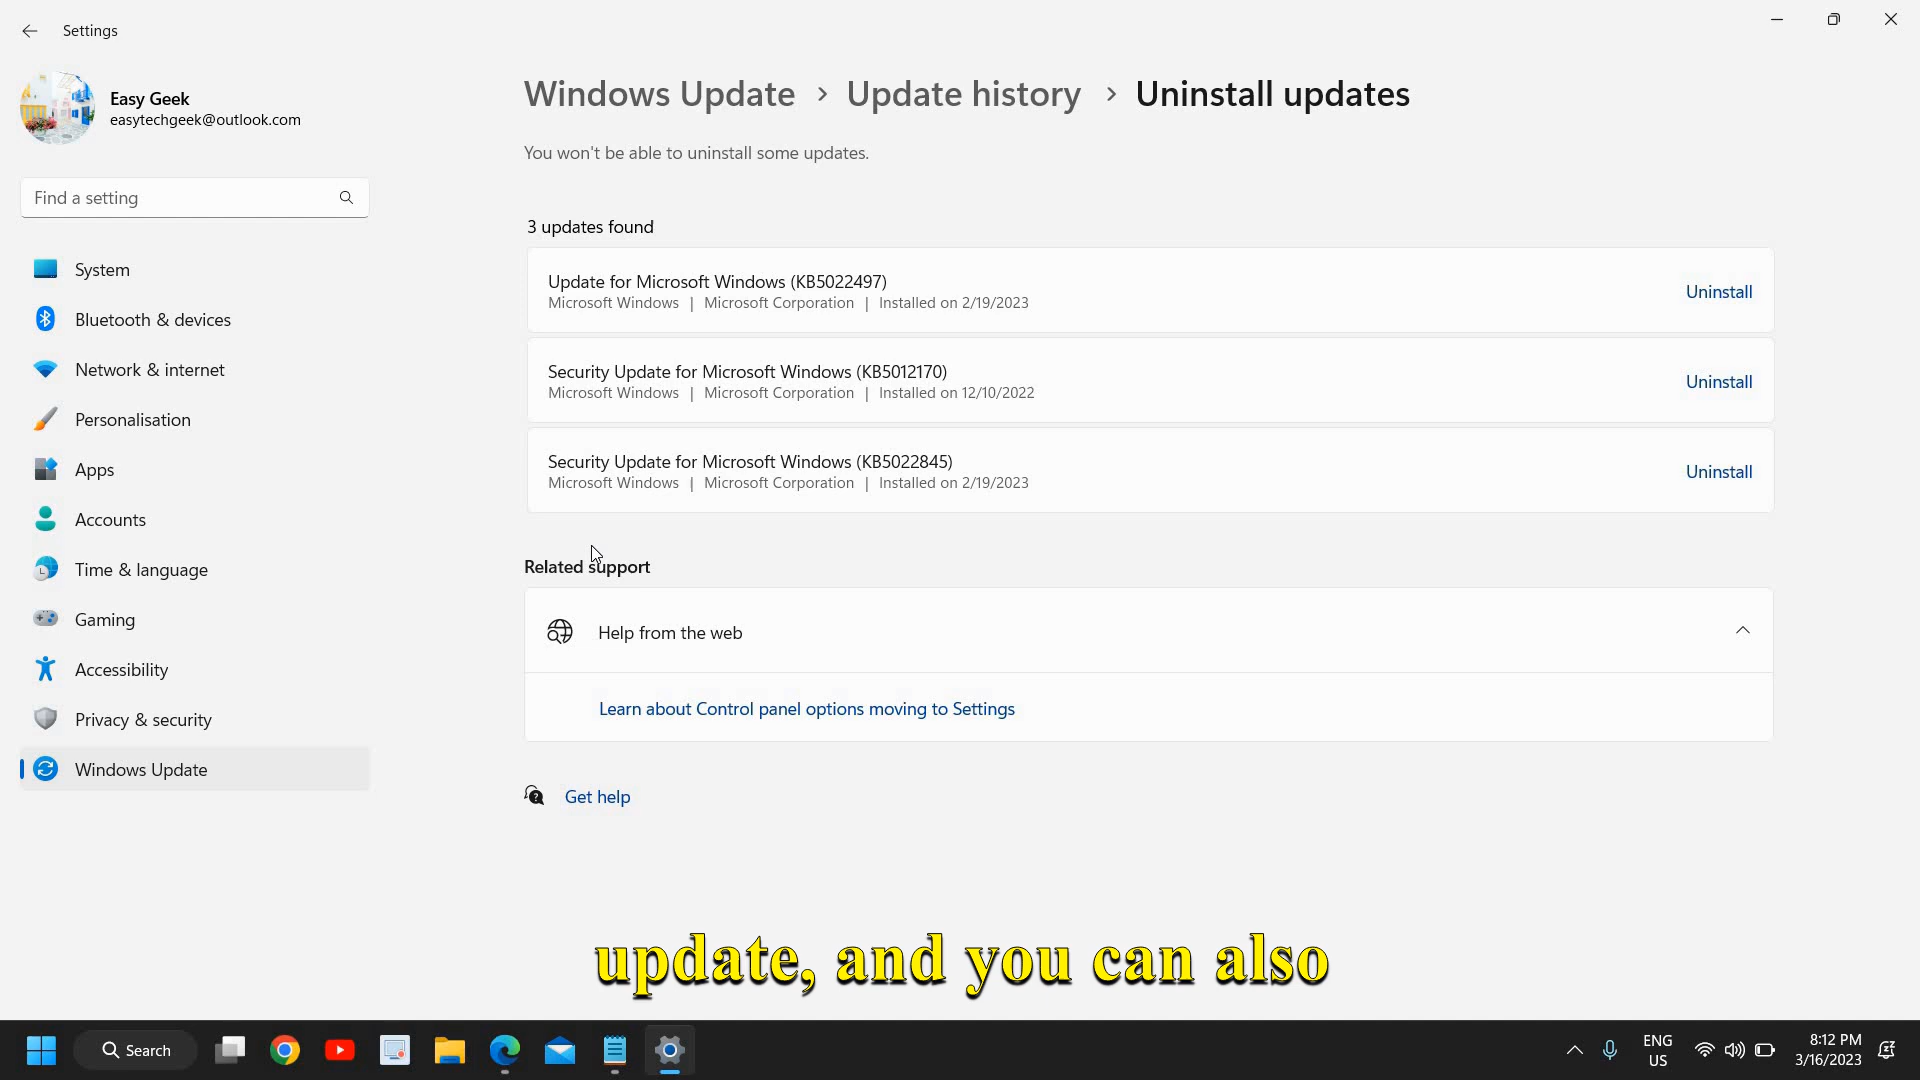 Settings
Easy Geek
easytechgeek@outlook.com
Find a setting
System
Bluetooth & devices
Network & internet
Personalisation
Apps
Accounts
Time & language
Gaming
Accessibility
Privacy & security
Windows Update
Windows Update > Update history > Uninstall updates
You won't be able to uninstall some updates.
3 updates found
Update for Microsoft Windows (KB5022497)
Microsoft Windows | Microsoft Corporation | Installed on 2/19/2023
Uninstall
Security Update for Microsoft Windows (KB5012170)
Microsoft Windows | Microsoft Corporation | Installed on 12/10/2022
Uninstall
Security Update for Microsoft Windows (KB5022845)
Microsoft Windows | Microsoft Corporation | Installed on 2/19/2023
Uninstall
Related support
Help from the web
Learn about Control panel options moving to Settings
Get help
update, and you can also
Search
ENG
US
8:12 PM
3/16/2023